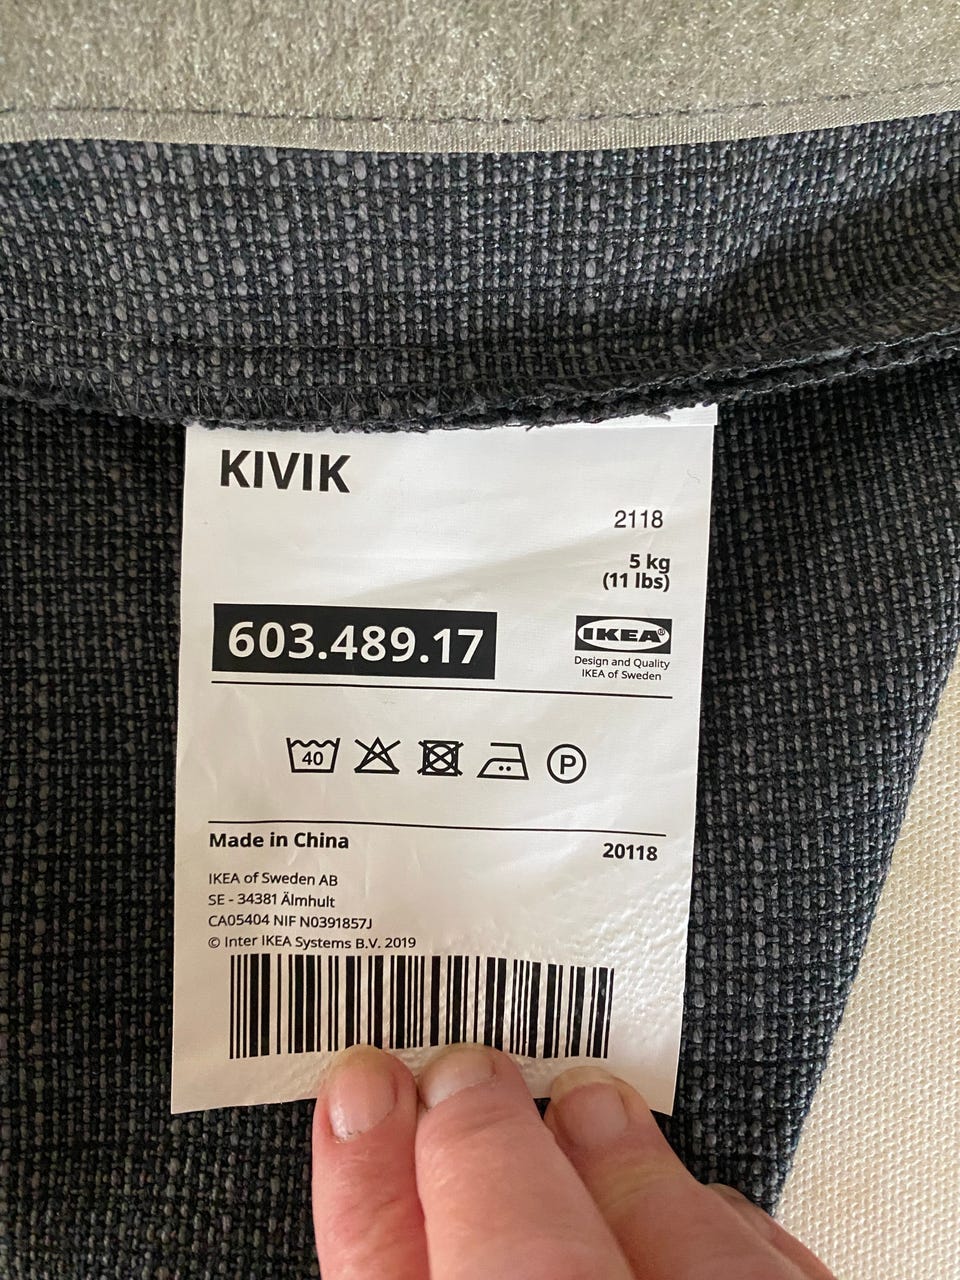 KIVIK
2118
5 kg
(11 lbs)
603.489.17
IKEA®
Design and Quality
IKEA of Sweden
40
P
Made in China
20118
IKEA of Sweden AB
SE - 34381 Älmhult
CA05404 NIF N0391857J
© Inter IKEA Systems B.V. 2019